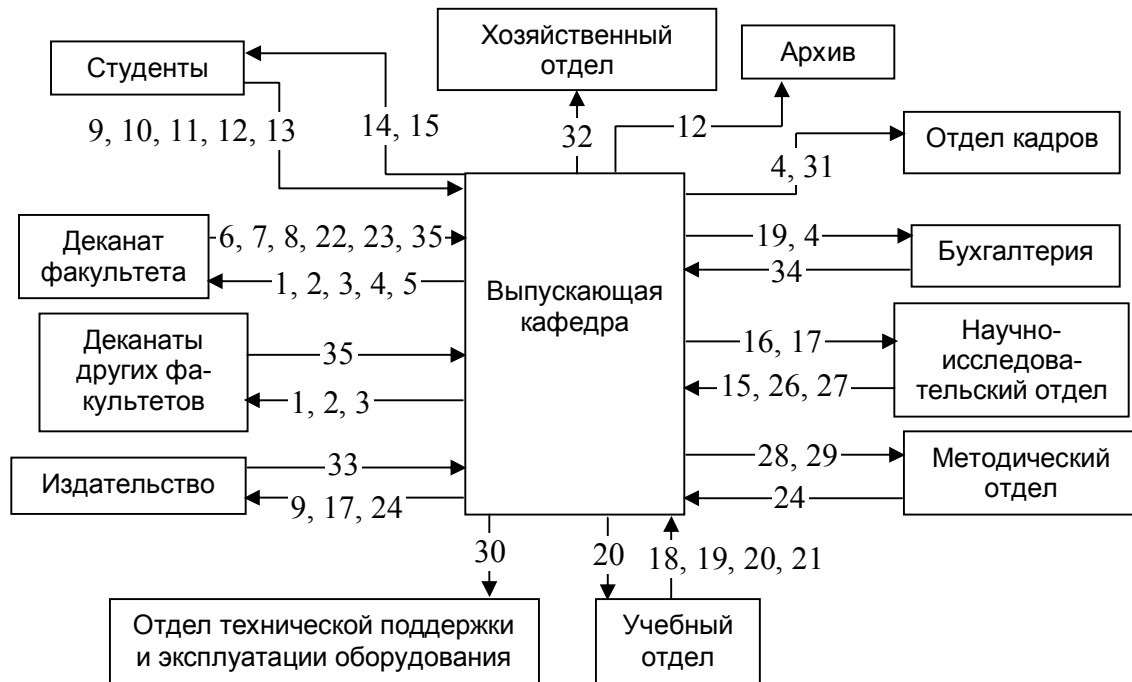 Хозяйственный
отдел
Архив
Студенты
9, 10, 11, 12, 13
14, 15
32
12
4, 31
Отдел кадров
Деканат
факультета
6, 7, 8, 22, 23, 35
1, 2, 3, 4, 5
Выпускающая
кафедра
19, 4
34
Бухгалтерия
Деканаты
других фа-
культетов
35
1, 2, 3
16, 17
15, 26, 27
Научно-
исследова-
тельский отдел
Издательство
33
9, 17, 24
28, 29
24
Методический
отдел
30
20
18, 19, 20, 21
Отдел технической поддержки
и эксплуатации оборудования
Учебный
отдел